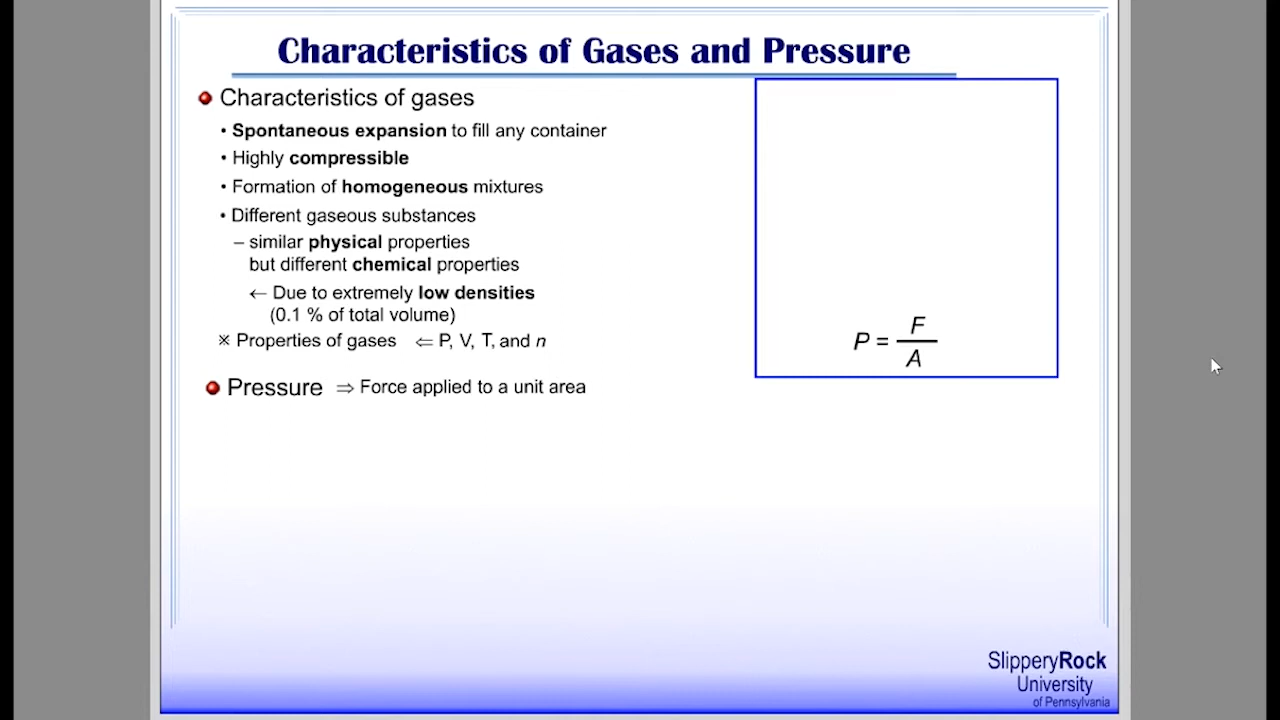 Characteristics of Gases and Pressure
Characteristics of gases
• Spontaneous expansion to fill any container
• Highly compressible
• Formation of homogeneous mixtures
• Different gaseous substances
– similar physical properties
but different chemical properties
← Due to extremely low densities
(0.1 % of total volume)
※ Properties of gases ⇐ P, V, T, and n
P = F / A
Pressure ⇒ Force applied to a unit area
SlipperyRock
University
of Pennsylvania